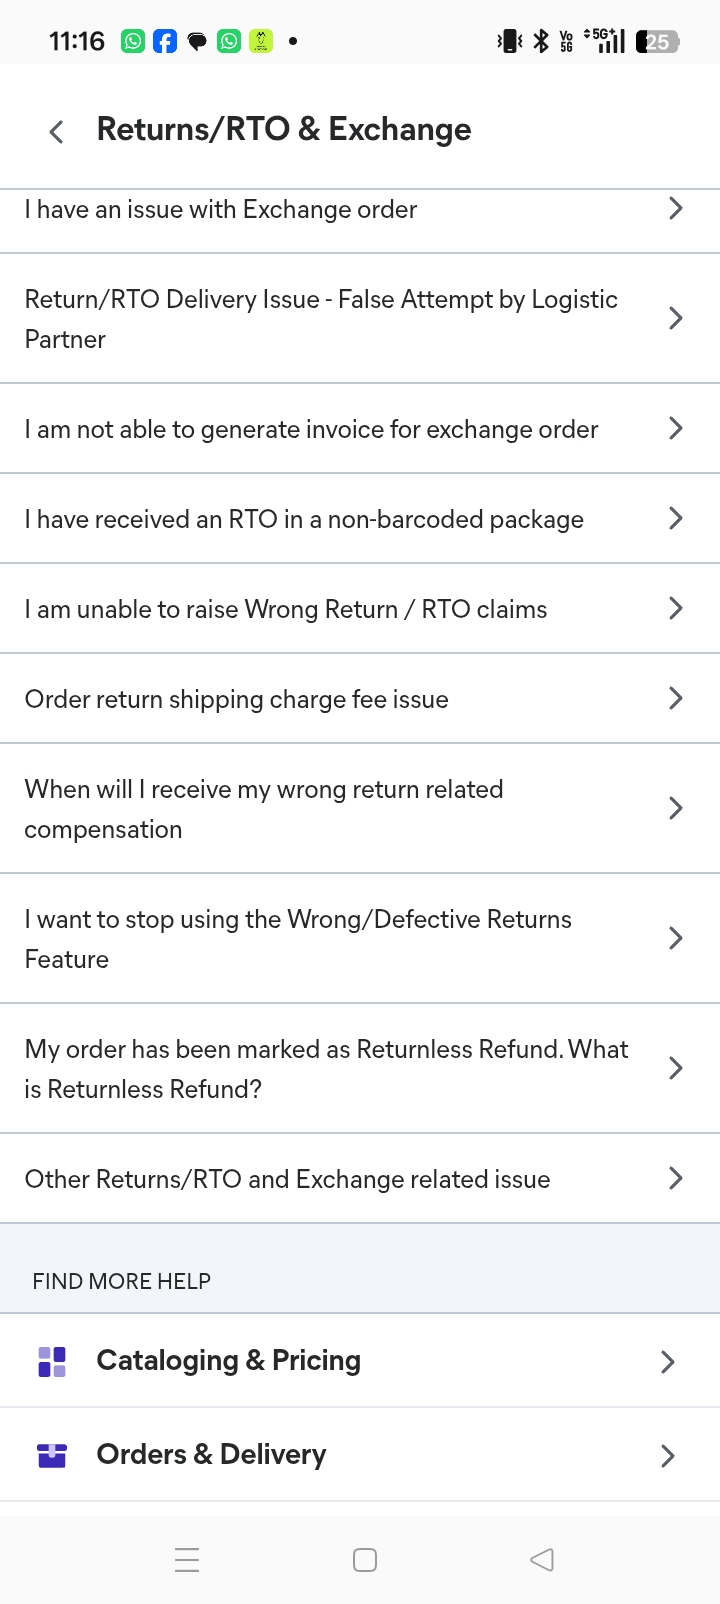 11:16
Vo
5G
5G+
25
Returns/RTO & Exchange
I have an issue with Exchange order
Return/RTO Delivery Issue - False Attempt by Logistic
Partner
I am not able to generate invoice for exchange order
I have received an RTO in a non-barcoded package
I am unable to raise Wrong Return / RTO claims
Order return shipping charge fee issue
When will I receive my wrong return related
compensation
I want to stop using the Wrong/Defective Returns
Feature
My order has been marked as Returnless Refund. What
is Returnless Refund?
Other Returns/RTO and Exchange related issue
FIND MORE HELP
Cataloging & Pricing
Orders & Delivery